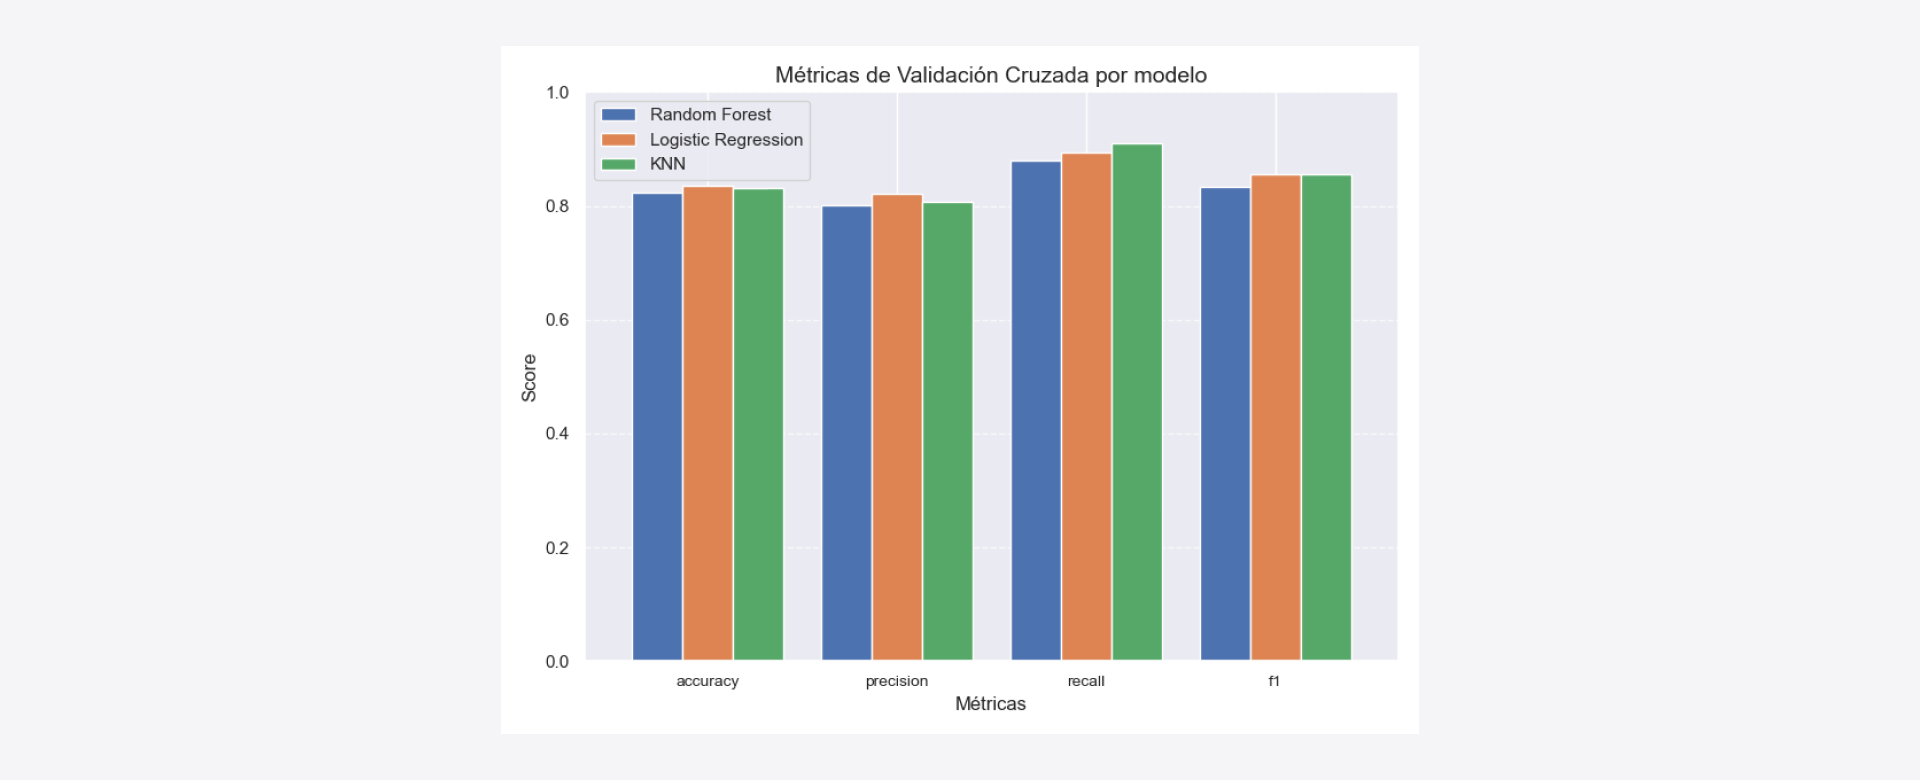 Métricas de Validación Cruzada por modelo
1.0
Random Forest
Logistic Regression
KNN
0.8
0.6
Score
0.4
0.2
0.0
accuracy precision recall f1
Métricas